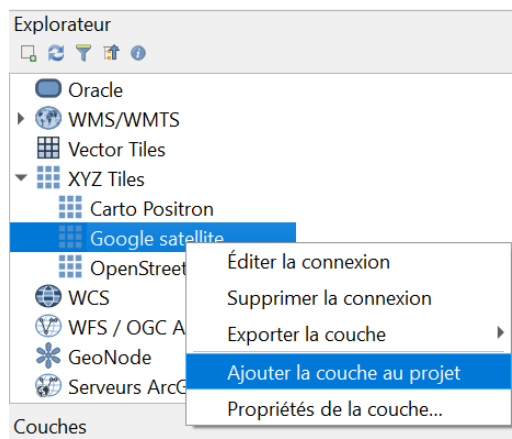 Explorateur
Oracle
WMS/WMTS
Vector Tiles
XYZ Tiles
Carto Positron
Google satellite
OpenStreet
WCS
WFS / OGC A
GeoNode
Serveurs ArcG
Éditer la connexion
Supprimer la connexion
Exporter la couche
Ajouter la couche au projet
Propriétés de la couche...
Couches